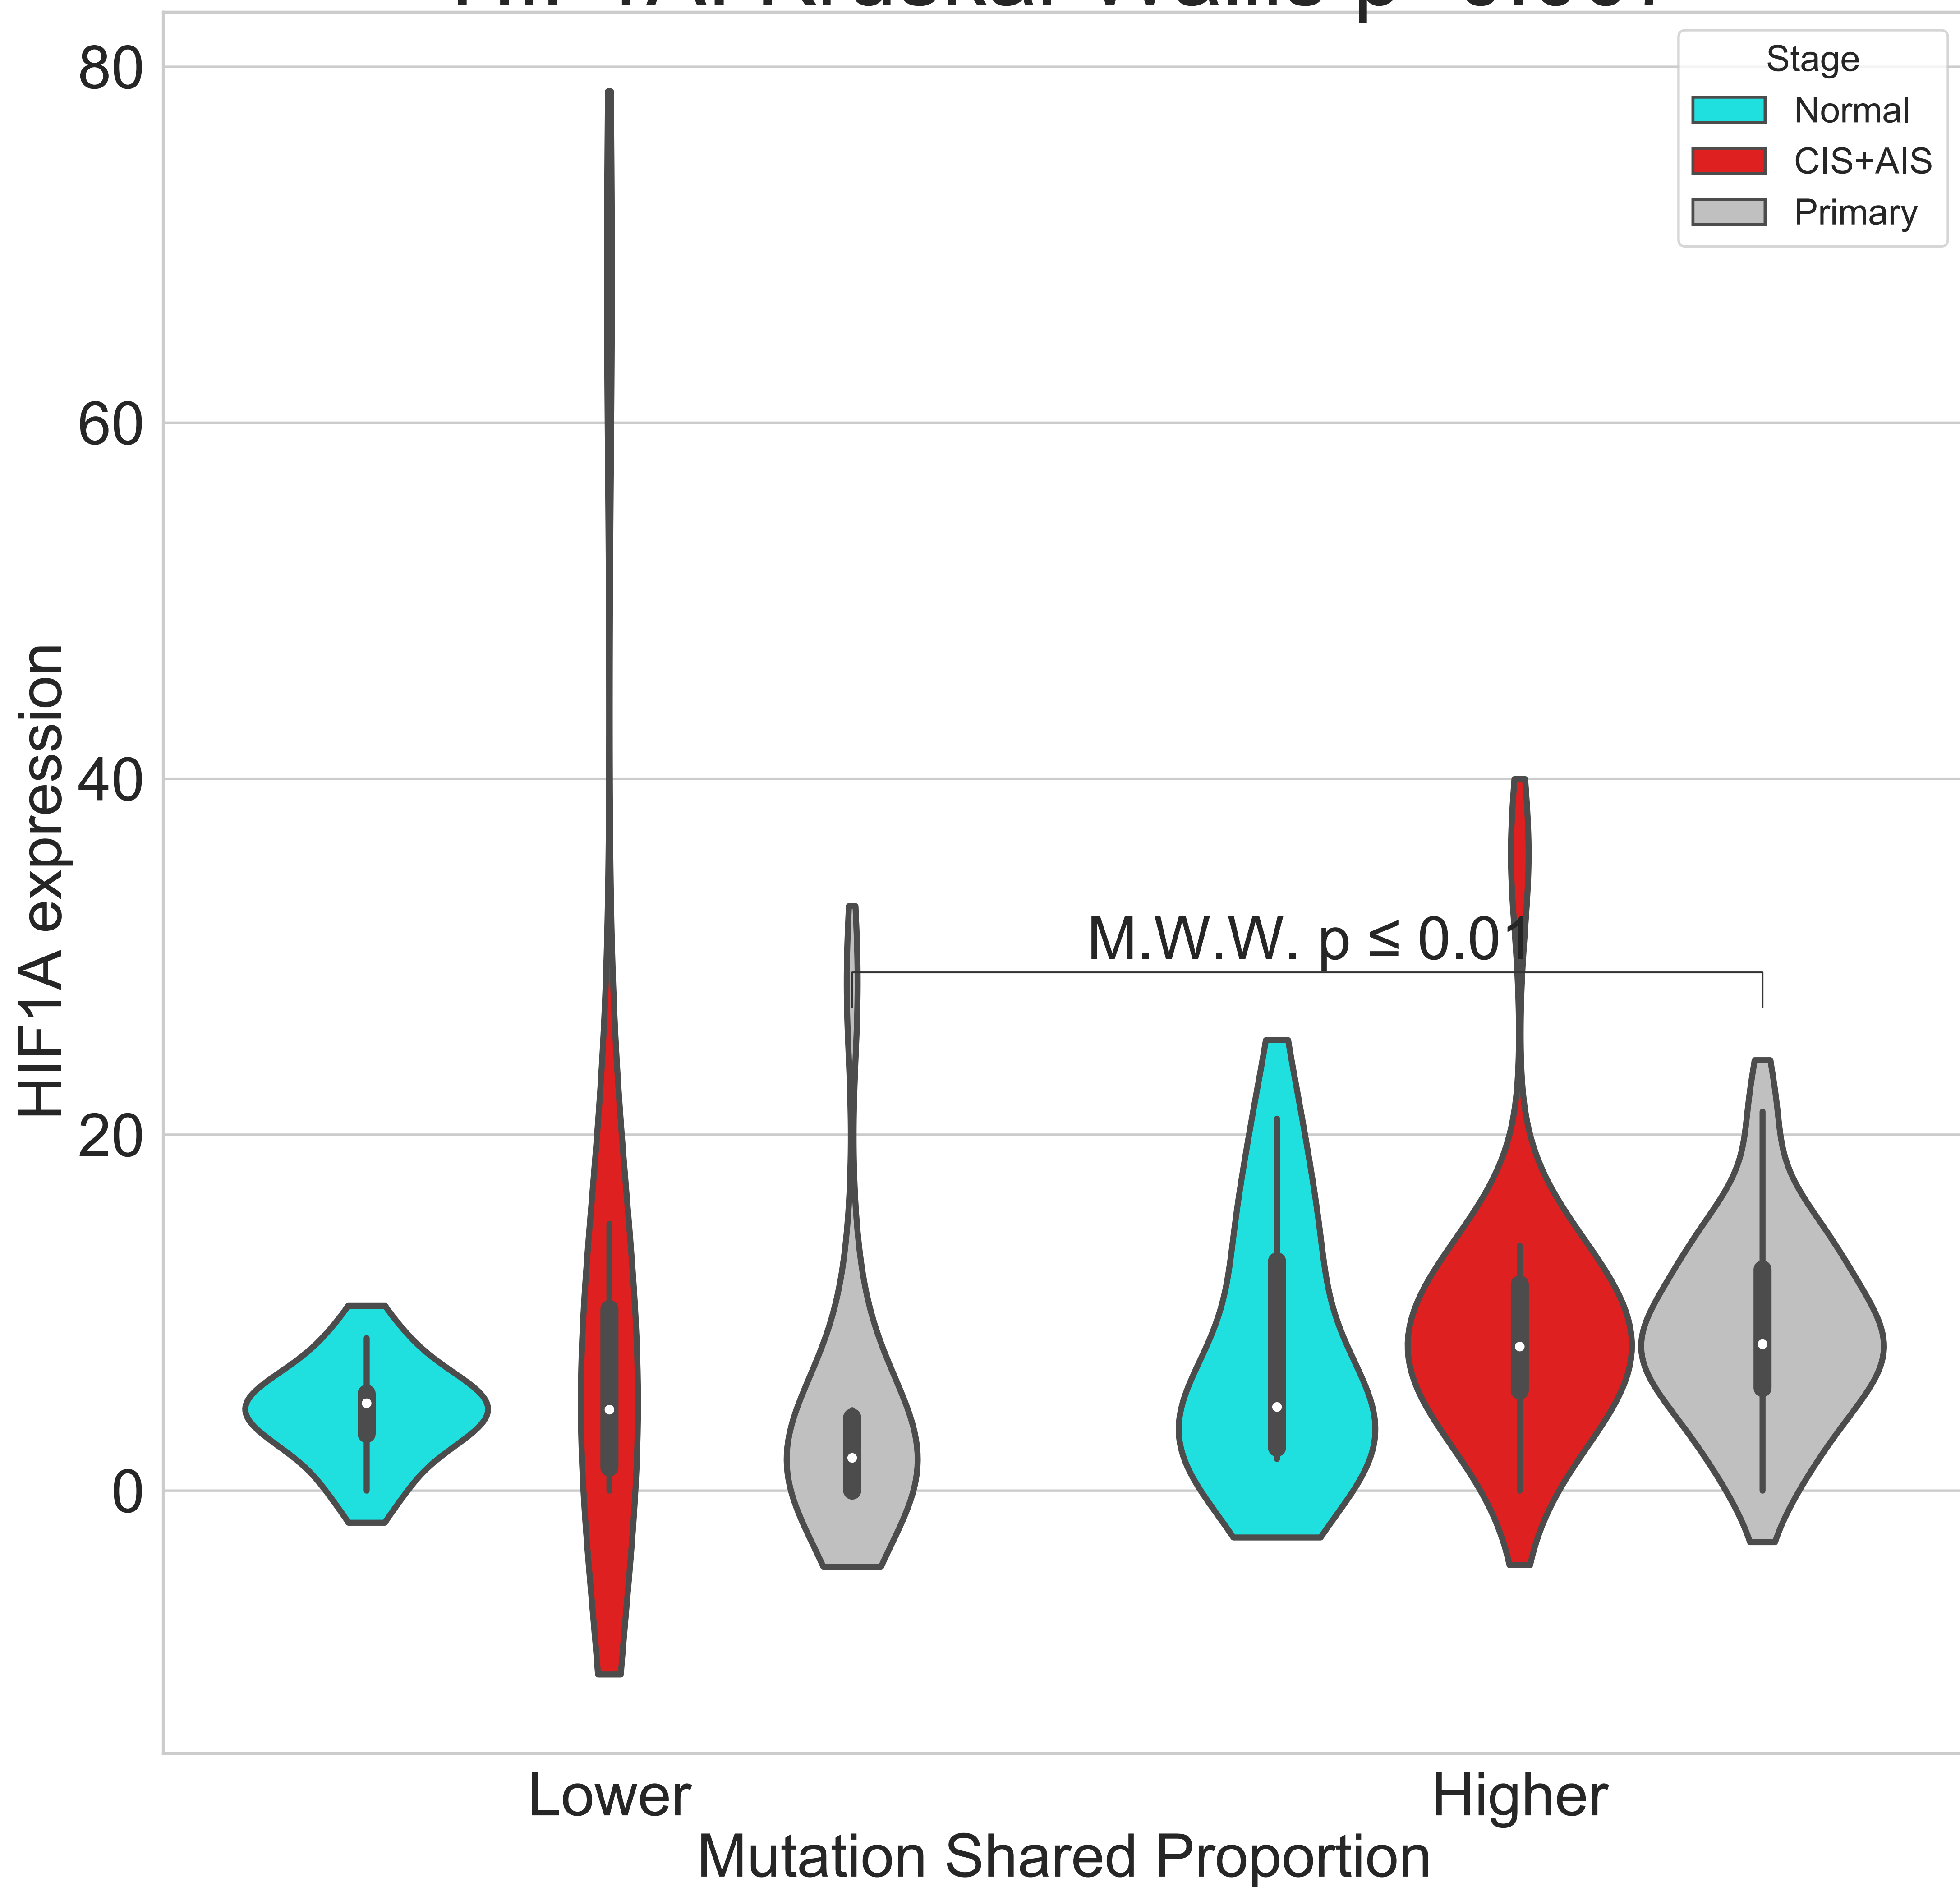 80
60
40
20
0
HIF1A expression
Stage
Normal
CIS+AIS
Primary
M.W.W. p ≤ 0.01
Lower
Higher
Mutation Shared Proportion